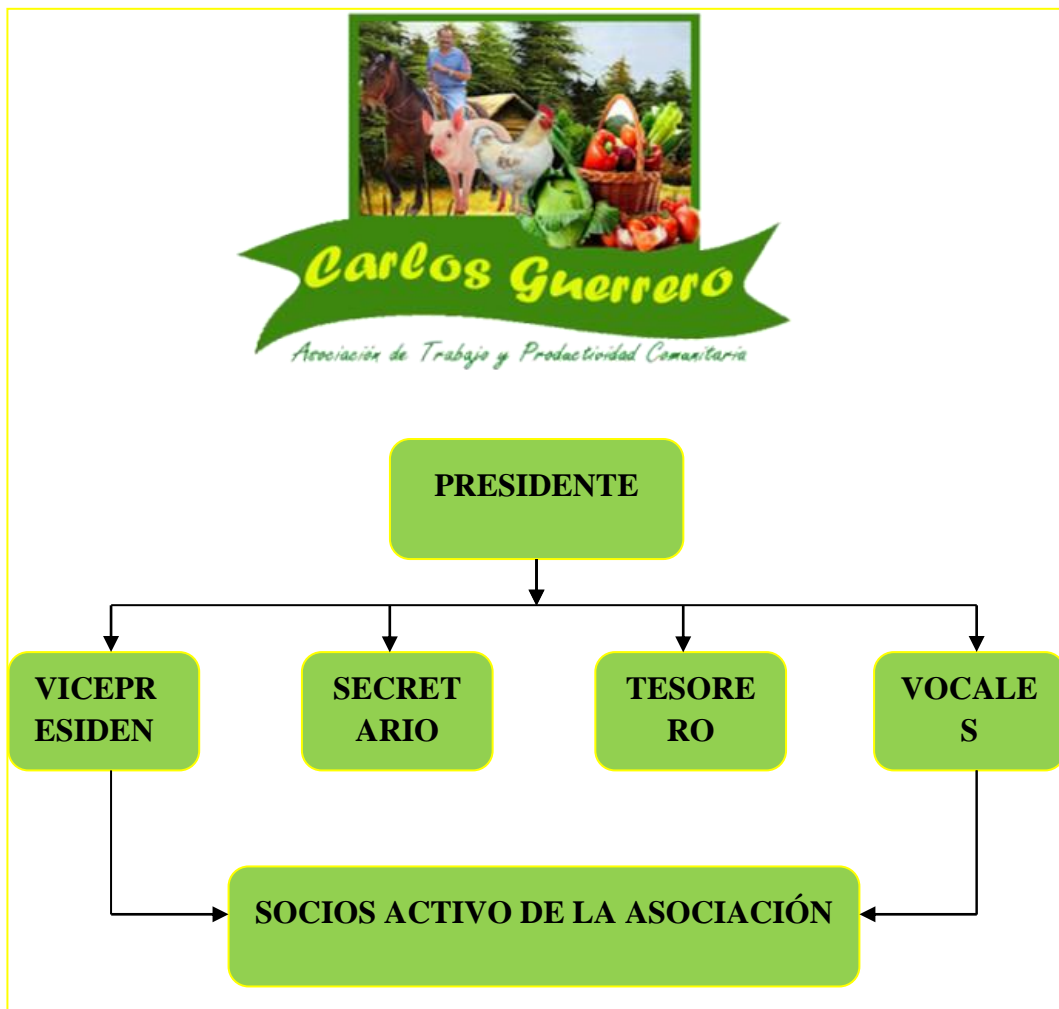 Carlos Guerrero
Asociación de Trabajo y Productividad Comunitaria
PRESIDENTE
VICEPR
ESIDEN
SECRET
ARIO
TESORE
RO
VOCALE
S
SOCIOS ACTIVO DE LA ASOCIACIÓN